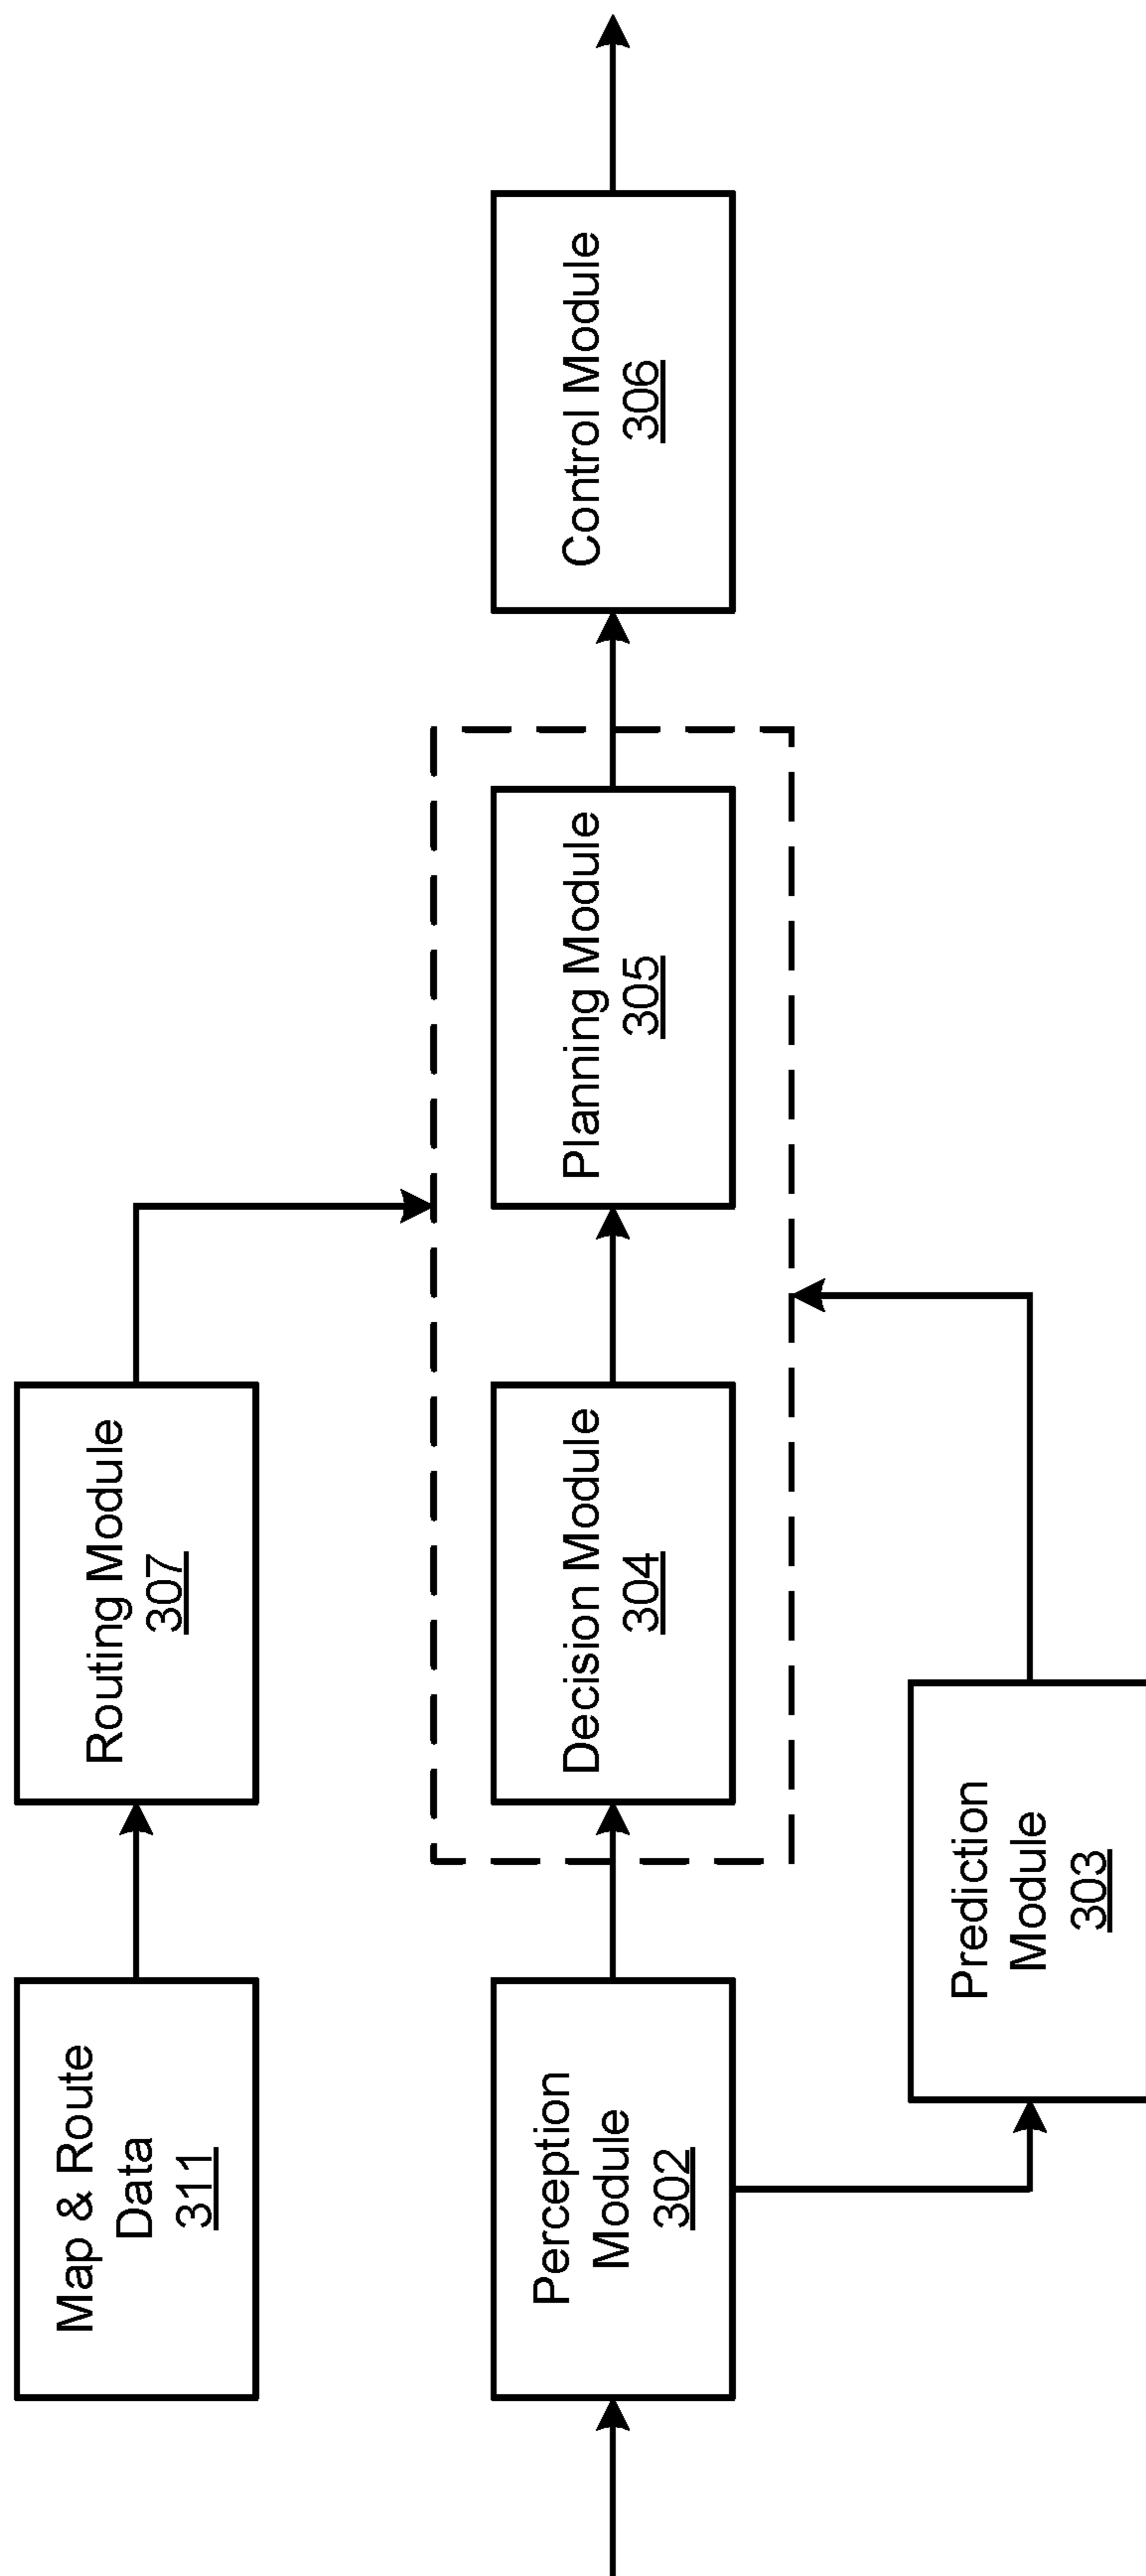 Map & Route
Data
311
Routing Module
307
Perception
Module
302
Decision Module
304
Planning Module
305
Control Module
306
Prediction
Module
303